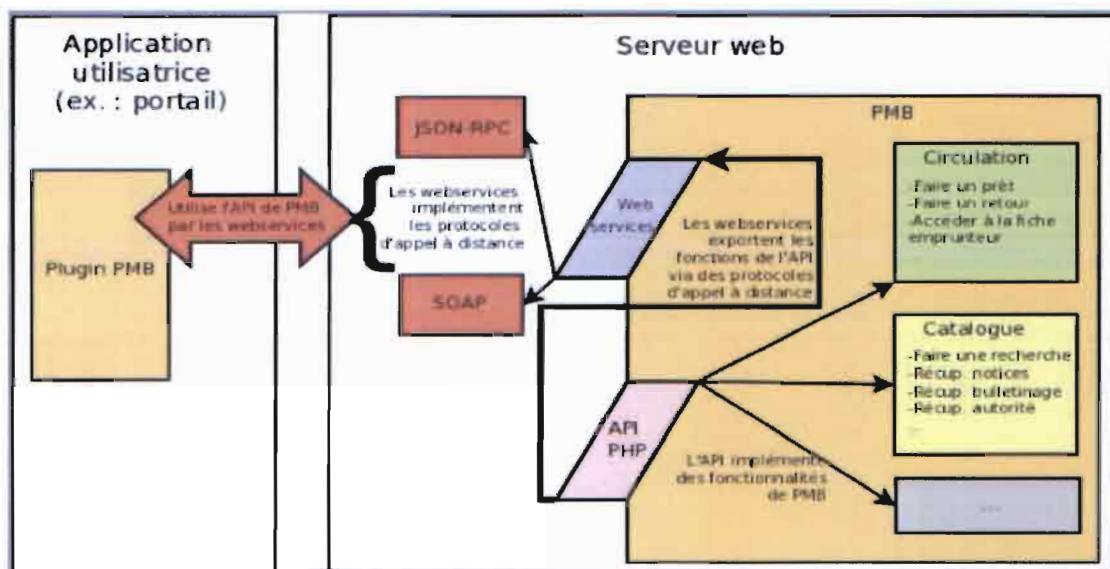 Application
utilisatrice
(ex. : portail)
Plugin PMB
Utilise l'API de PMB
par les webservices
Serveur web
JSON-RPC
Les webservices
implémentent
les protocoles
d'appel à distance
SOAP
PMB
Web
Services
Les webservices
exportent les
fonctions de l'API
via des protocoles
d'appel à distance
API
PHP
L'API implémente
des fonctionnalités
de PMB
Circulation
-Faire un prêt
-Faire un retour
-Accéder à la fiche
emprunteur
Catalogue
-Faire une recherche
-Récup. notices
-Récup. bulletinage
-Récup. autorité
...
...